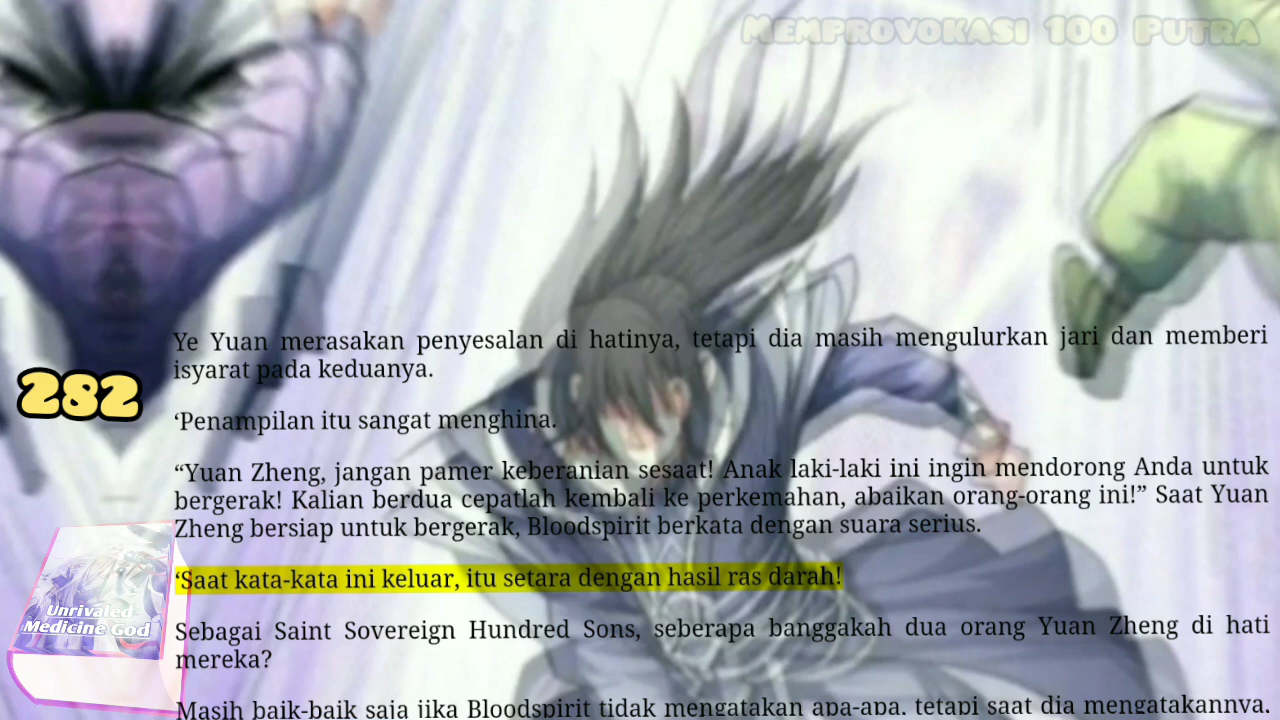 Memprovokasi 100 Putra
Ye Yuan merasakan penyesalan di hatinya, tetapi dia masih mengulurkan jari dan memberi
isyarat pada keduanya.
282
‘Penampilan itu sangat menghina.
“Yuan Zheng, jangan pamer keberanian sesaat! Anak laki-laki ini ingin mendorong Anda untuk
bergerak! Kalian berdua cepatlah kembali ke perkemahan, abaikan orang-orang ini!” Saat Yuan
Zheng bersiap untuk bergerak, Bloodspirit berkata dengan suara serius.
‘Saat kata-kata ini keluar, itu setara dengan hasil ras darah!
Unrivaled
Medicine God
Sebagai Saint Sovereign Hundred Sons, seberapa banggakah dua orang Yuan Zheng di hati
mereka?
Masih baik-baik saja jika Bloodspirit tidak mengatakan apa-apa, tetapi saat dia mengatakannya,